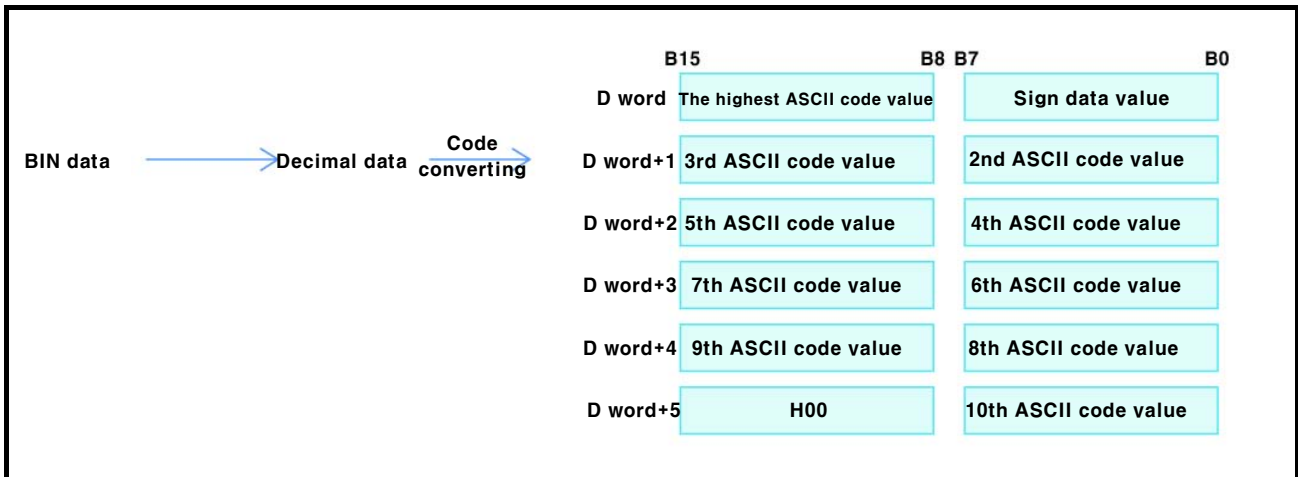 B15 B8 B7 B0
D word The highest ASCII code value Sign data value
BIN data Decimal data Code converting D word+1 3rd ASCII code value 2nd ASCII code value
D word+2 5th ASCII code value 4th ASCII code value
D word+3 7th ASCII code value 6th ASCII code value
D word+4 9th ASCII code value 8th ASCII code value
D word+5 H00 10th ASCII code value